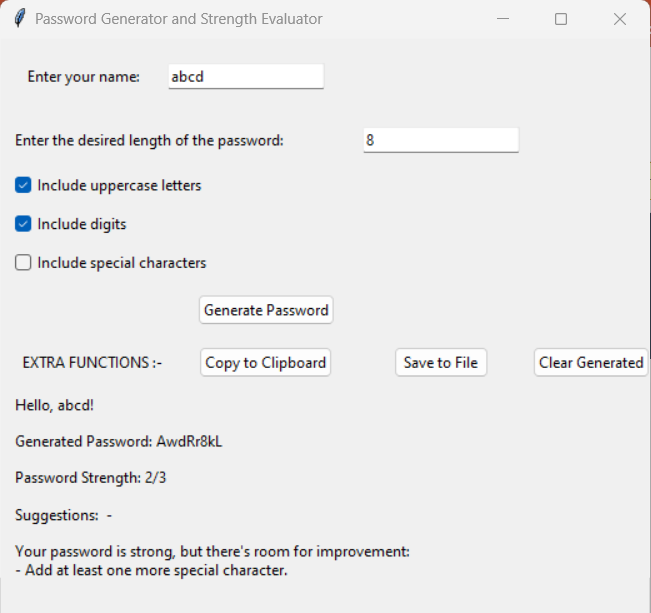 Password Generator and Strength Evaluator
Enter your name: abcd
Enter the desired length of the password: 8
Include uppercase letters
Include digits
Include special characters
Generate Password
EXTRA FUNCTIONS :- Copy to Clipboard Save to File Clear Generated
Hello, abcd!
Generated Password: AwdRr8kL
Password Strength: 2/3
Suggestions: -
Your password is strong, but there's room for improvement:
- Add at least one more special character.